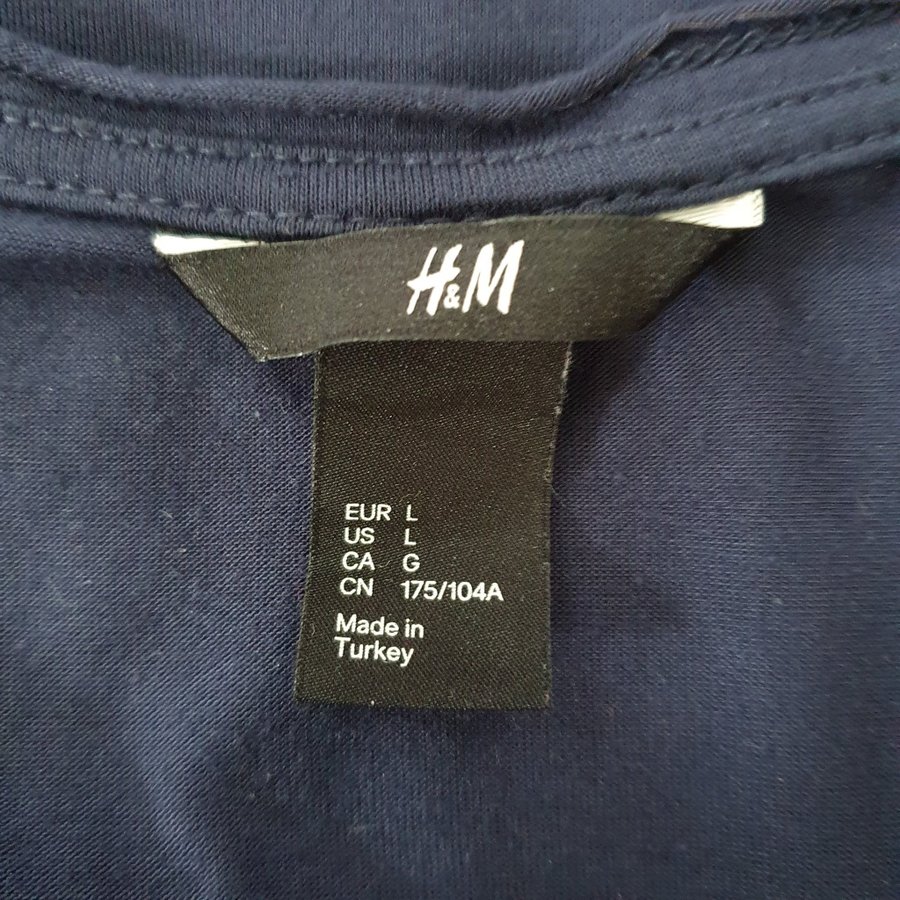 H&M
EUR L
US L
CA G
CN 175/104A
Made in
Turkey